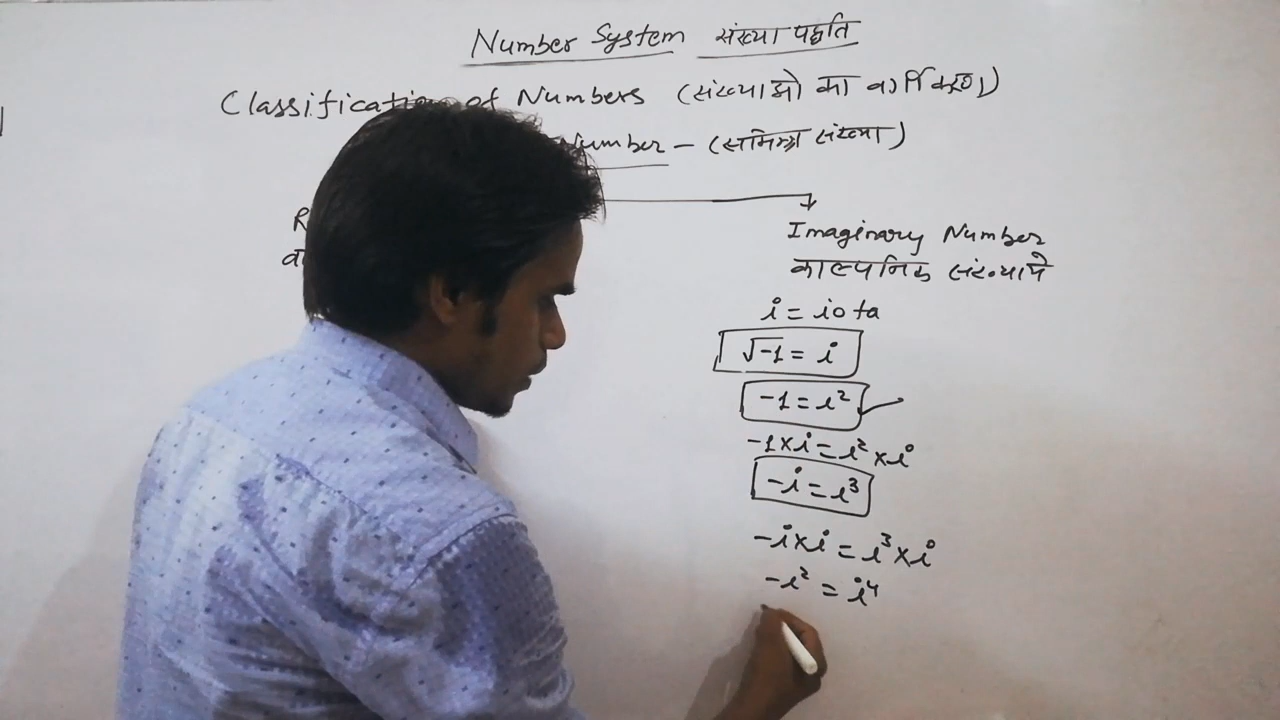 Number System संख्या पद्धति
Classification of Numbers (संख्याओ का वर्गिकरण)
Number - (सम्मिश्र संख्या)
Imaginary Number
काल्पनिक संख्याये
i = iota
√-1 = i
-1 = i²
-1 × i = i² × i
-i = i³
-i × i = i³ × i
-i² = i⁴